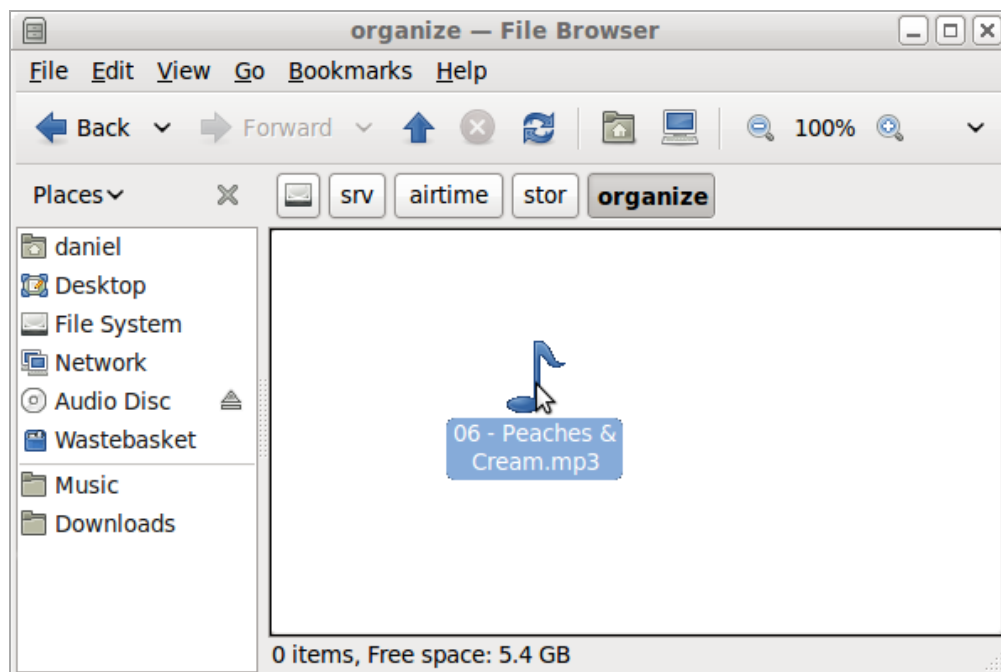 organize — File Browser
File Edit View Go Bookmarks Help
Back Forward 100%
Places srv airtime stor organize
daniel
Desktop
File System
Network
Audio Disc
Wastebasket
Music
Downloads
06 - Peaches &
Cream.mp3
0 items, Free space: 5.4 GB